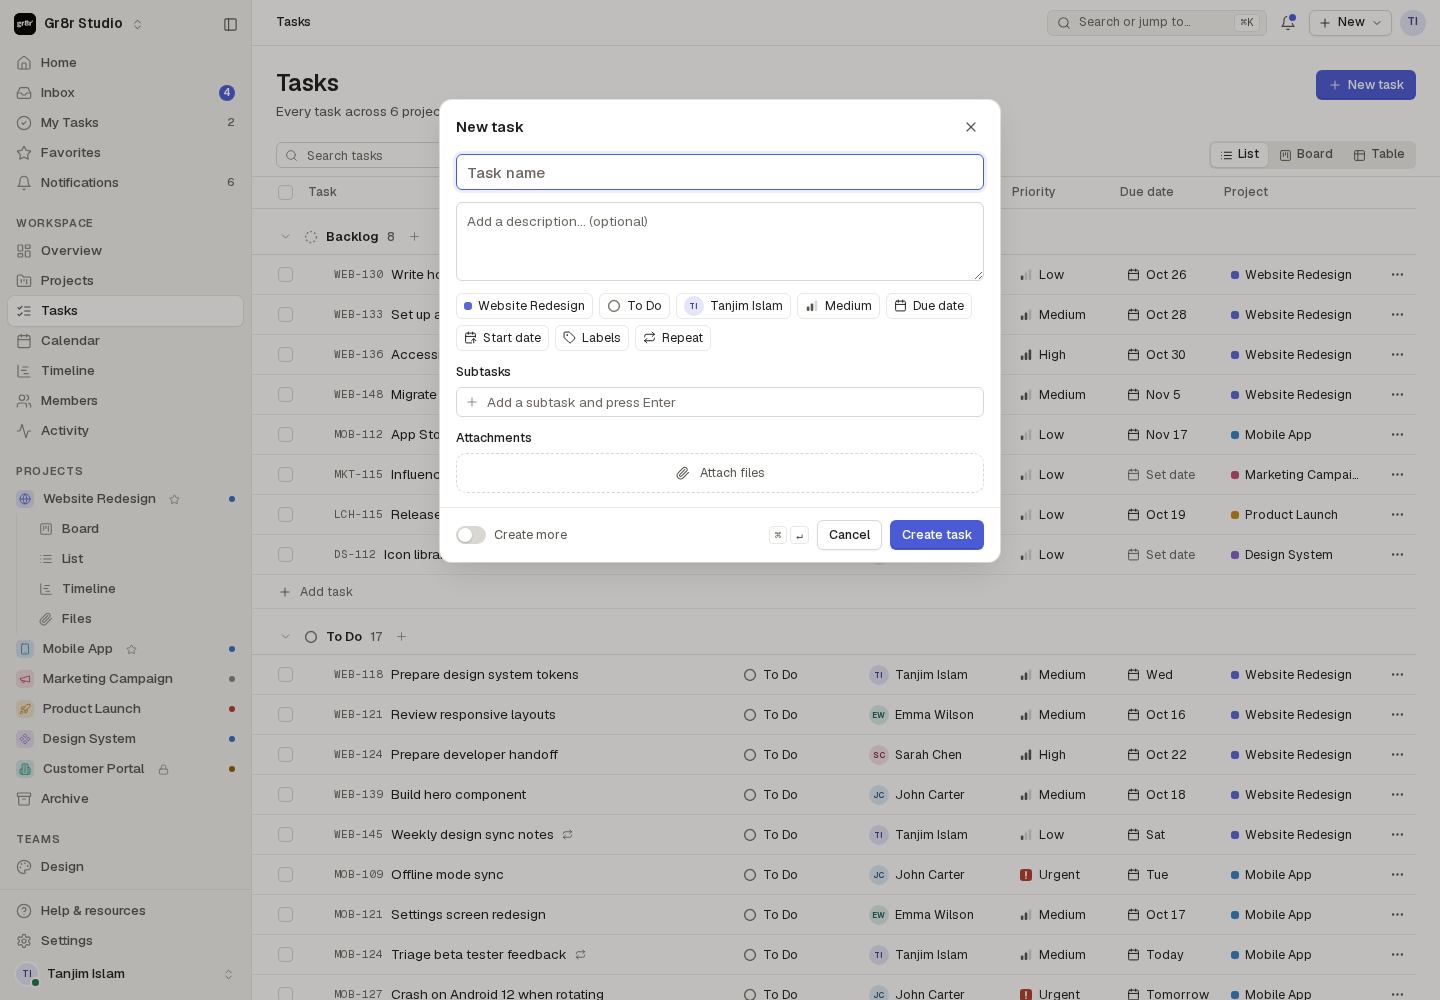 gr8r Gr8r Studio
Home
Inbox 4
My Tasks 2
Favorites
Notifications 6
WORKSPACE
Overview
Projects
Tasks
Calendar
Timeline
Members
Activity
PROJECTS
Website Redesign
Board
List
Timeline
Files
Mobile App
Marketing Campaign
Product Launch
Design System
Customer Portal
Archive
TEAMS
Design
Help & resources
Settings
TI Tanjim Islam
Tasks
Search or jump to… ⌘K
New
TI
Tasks
Every task across 6 projec
New task
Search tasks
List Board Table
Task Priority Due date Project
Backlog 8
WEB-130 Write ho Low Oct 26 Website Redesign
WEB-133 Set up a Medium Oct 28 Website Redesign
WEB-136 Access High Oct 30 Website Redesign
WEB-148 Migrate Medium Nov 5 Website Redesign
MOB-112 App Sto Low Nov 17 Mobile App
MKT-115 Influenc Low Set date Marketing Campai…
LCH-115 Release Low Oct 19 Product Launch
DS-112 Icon libra Low Set date Design System
Add task
To Do 17
WEB-118 Prepare design system tokens To Do TI Tanjim Islam Medium Wed Website Redesign
WEB-121 Review responsive layouts To Do EW Emma Wilson Medium Oct 16 Website Redesign
WEB-124 Prepare developer handoff To Do SC Sarah Chen High Oct 22 Website Redesign
WEB-139 Build hero component To Do JC John Carter Medium Oct 18 Website Redesign
WEB-145 Weekly design sync notes To Do TI Tanjim Islam Low Sat Website Redesign
MOB-109 Offline mode sync To Do JC John Carter Urgent Tue Mobile App
MOB-121 Settings screen redesign To Do EW Emma Wilson Medium Oct 17 Mobile App
MOB-124 Triage beta tester feedback To Do TI Tanjim Islam Medium Today Mobile App
MOB-127 Crash on Android 12 when rotating To Do JC John Carter Urgent Tomorrow Mobile App
New task
Task name
Add a description… (optional)
Website Redesign To Do TI Tanjim Islam Medium Due date
Start date Labels Repeat
Subtasks
Add a subtask and press Enter
Attachments
Attach files
Create more ⌘ ↵ Cancel Create task